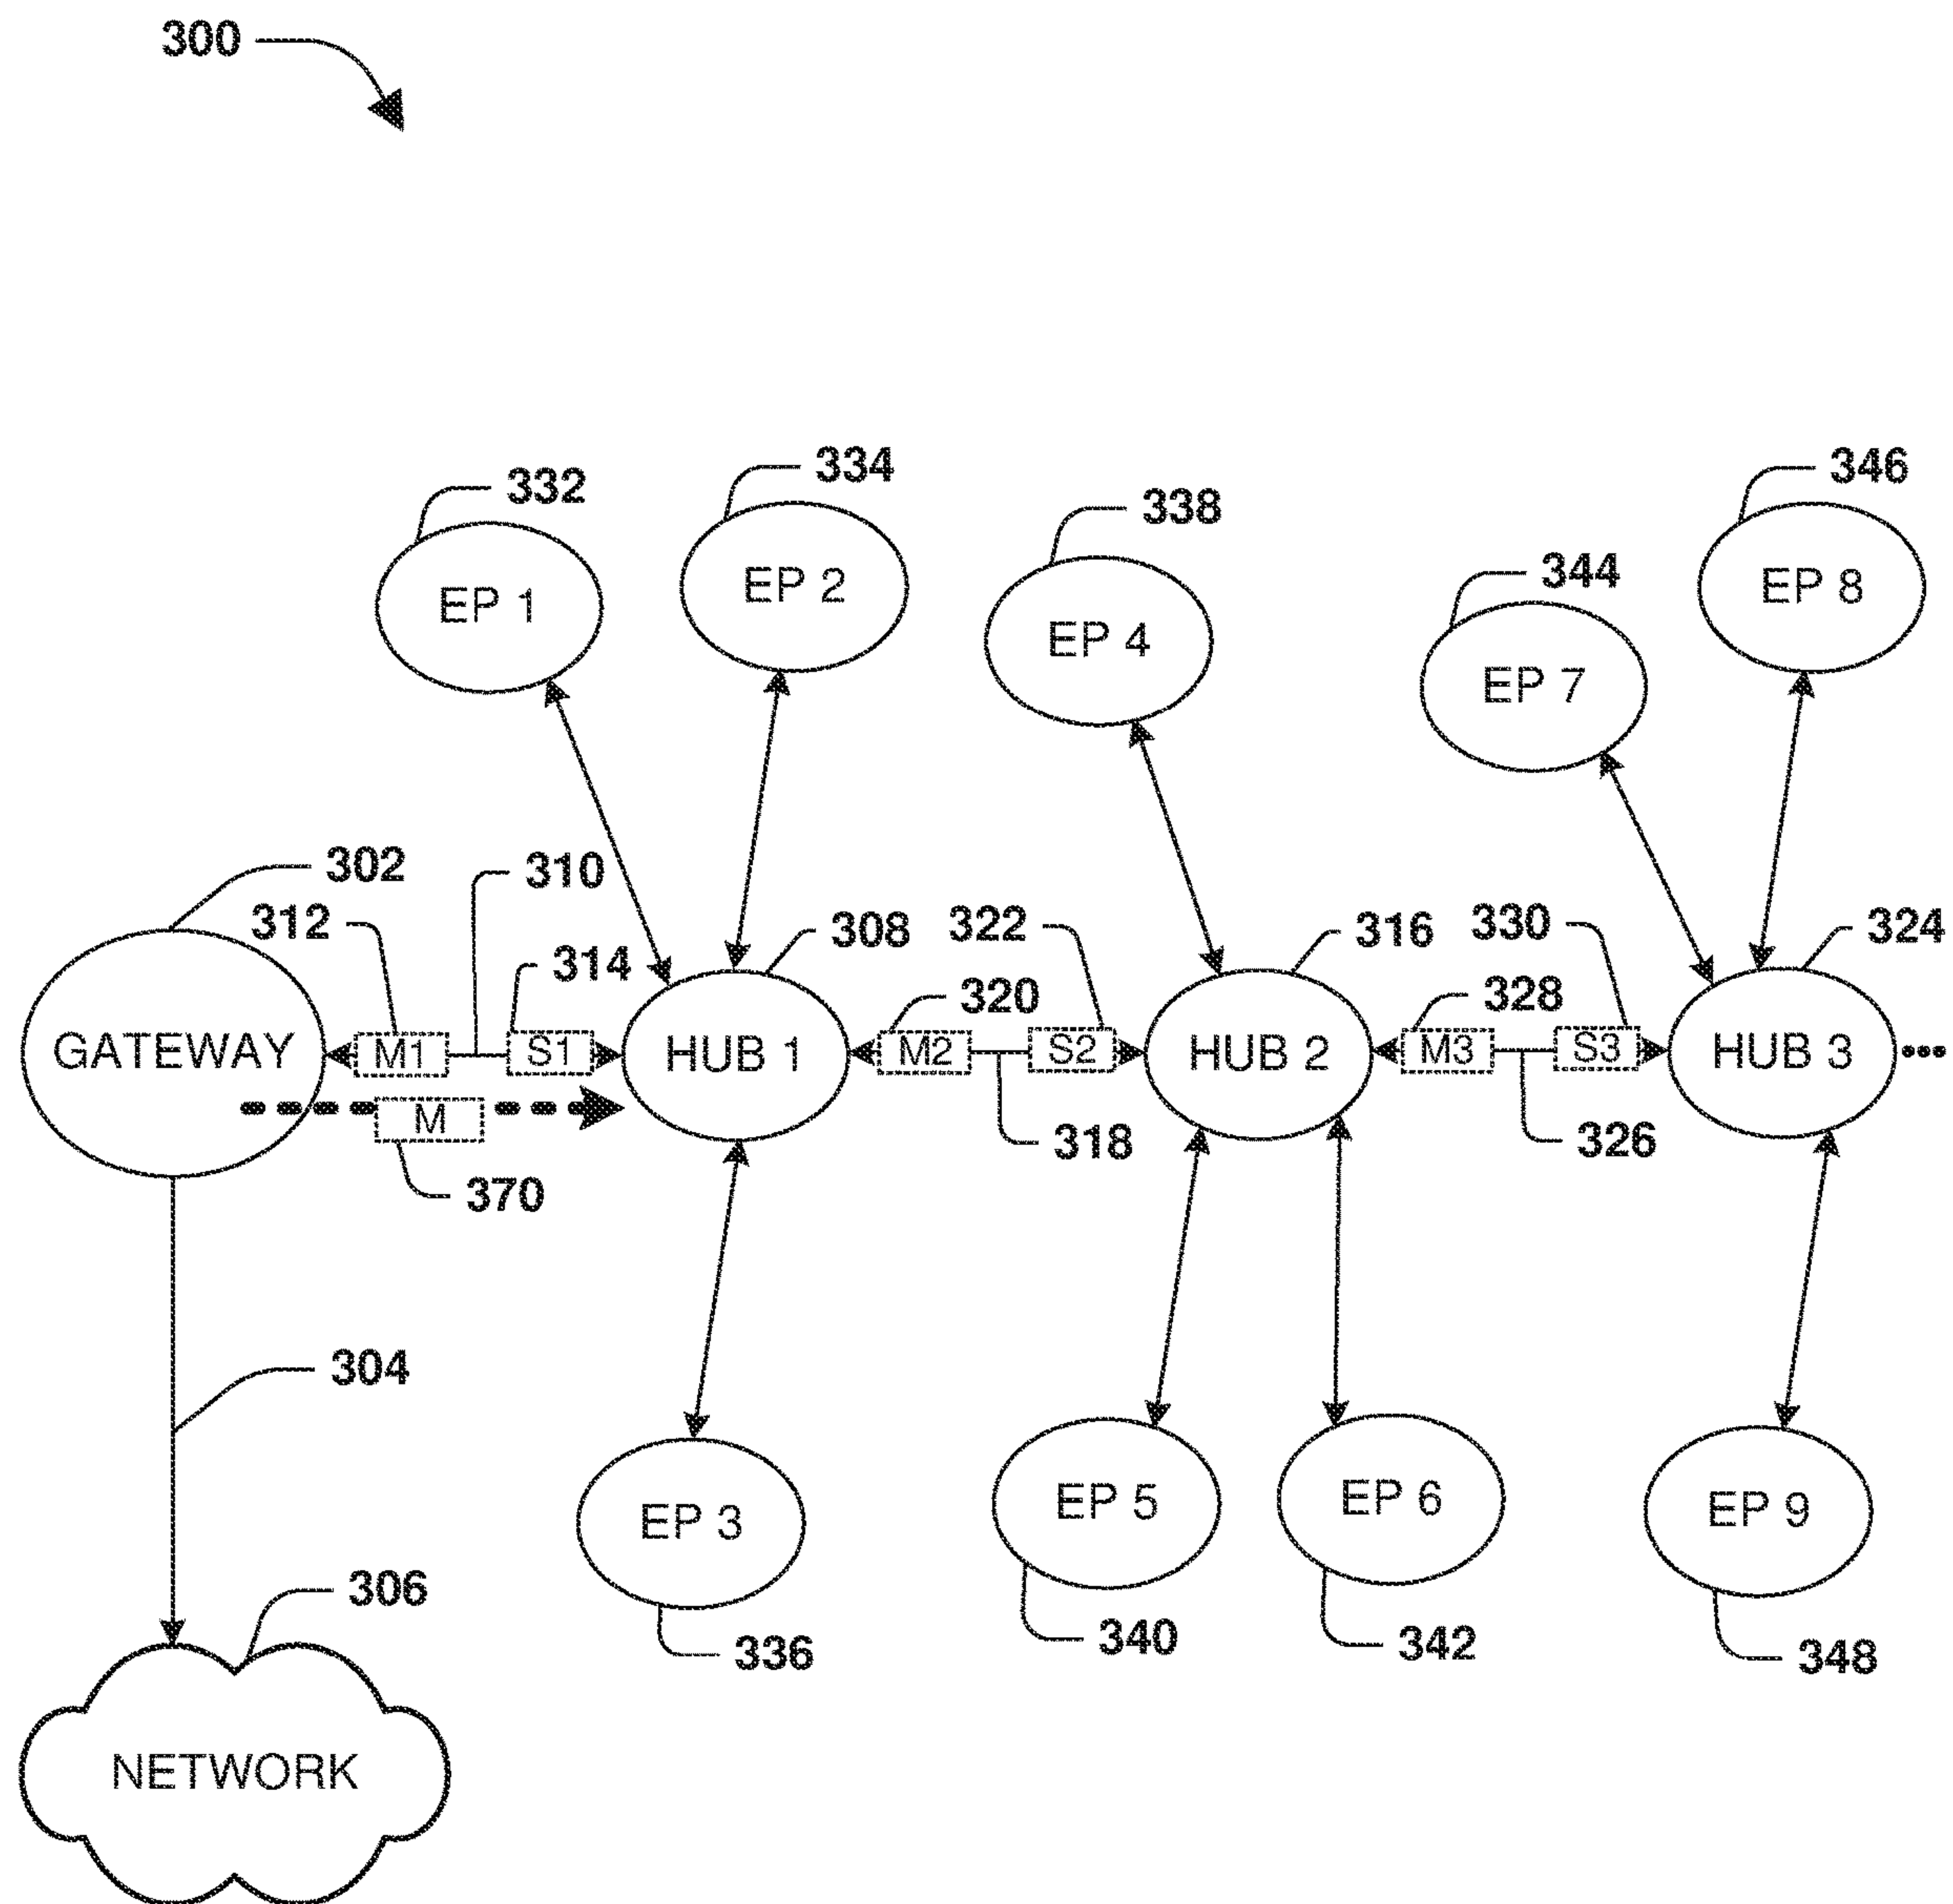 300
332
334
338
346
344
EP 1
EP 2
EP 4
EP 7
EP 8
302
310
312
314
308
322
316
330
324
320
328
GATEWAY
M1
S1
HUB 1
M2
S2
HUB 2
M3
S3
HUB 3
•••
M
370
318
326
304
306
EP 3
EP 5
EP 6
EP 9
336
340
342
348
NETWORK